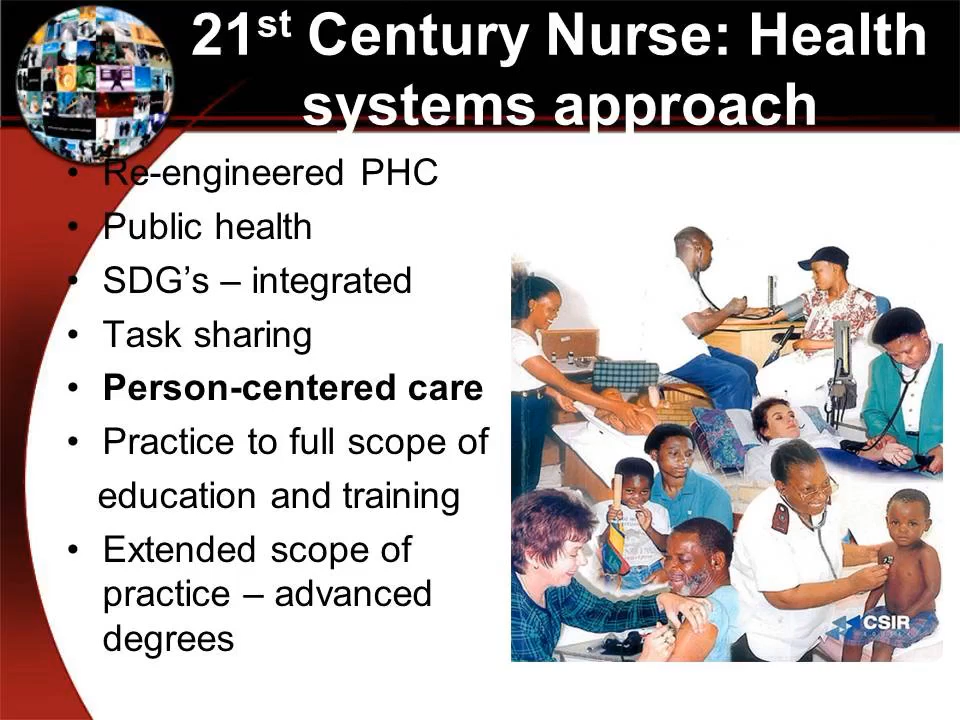 21st Century Nurse: Health
systems approach
• Re-engineered PHC
• Public health
• SDG’s – integrated
• Task sharing
• Person-centered care
• Practice to full scope of
education and training
• Extended scope of
practice – advanced
degrees
CSIR